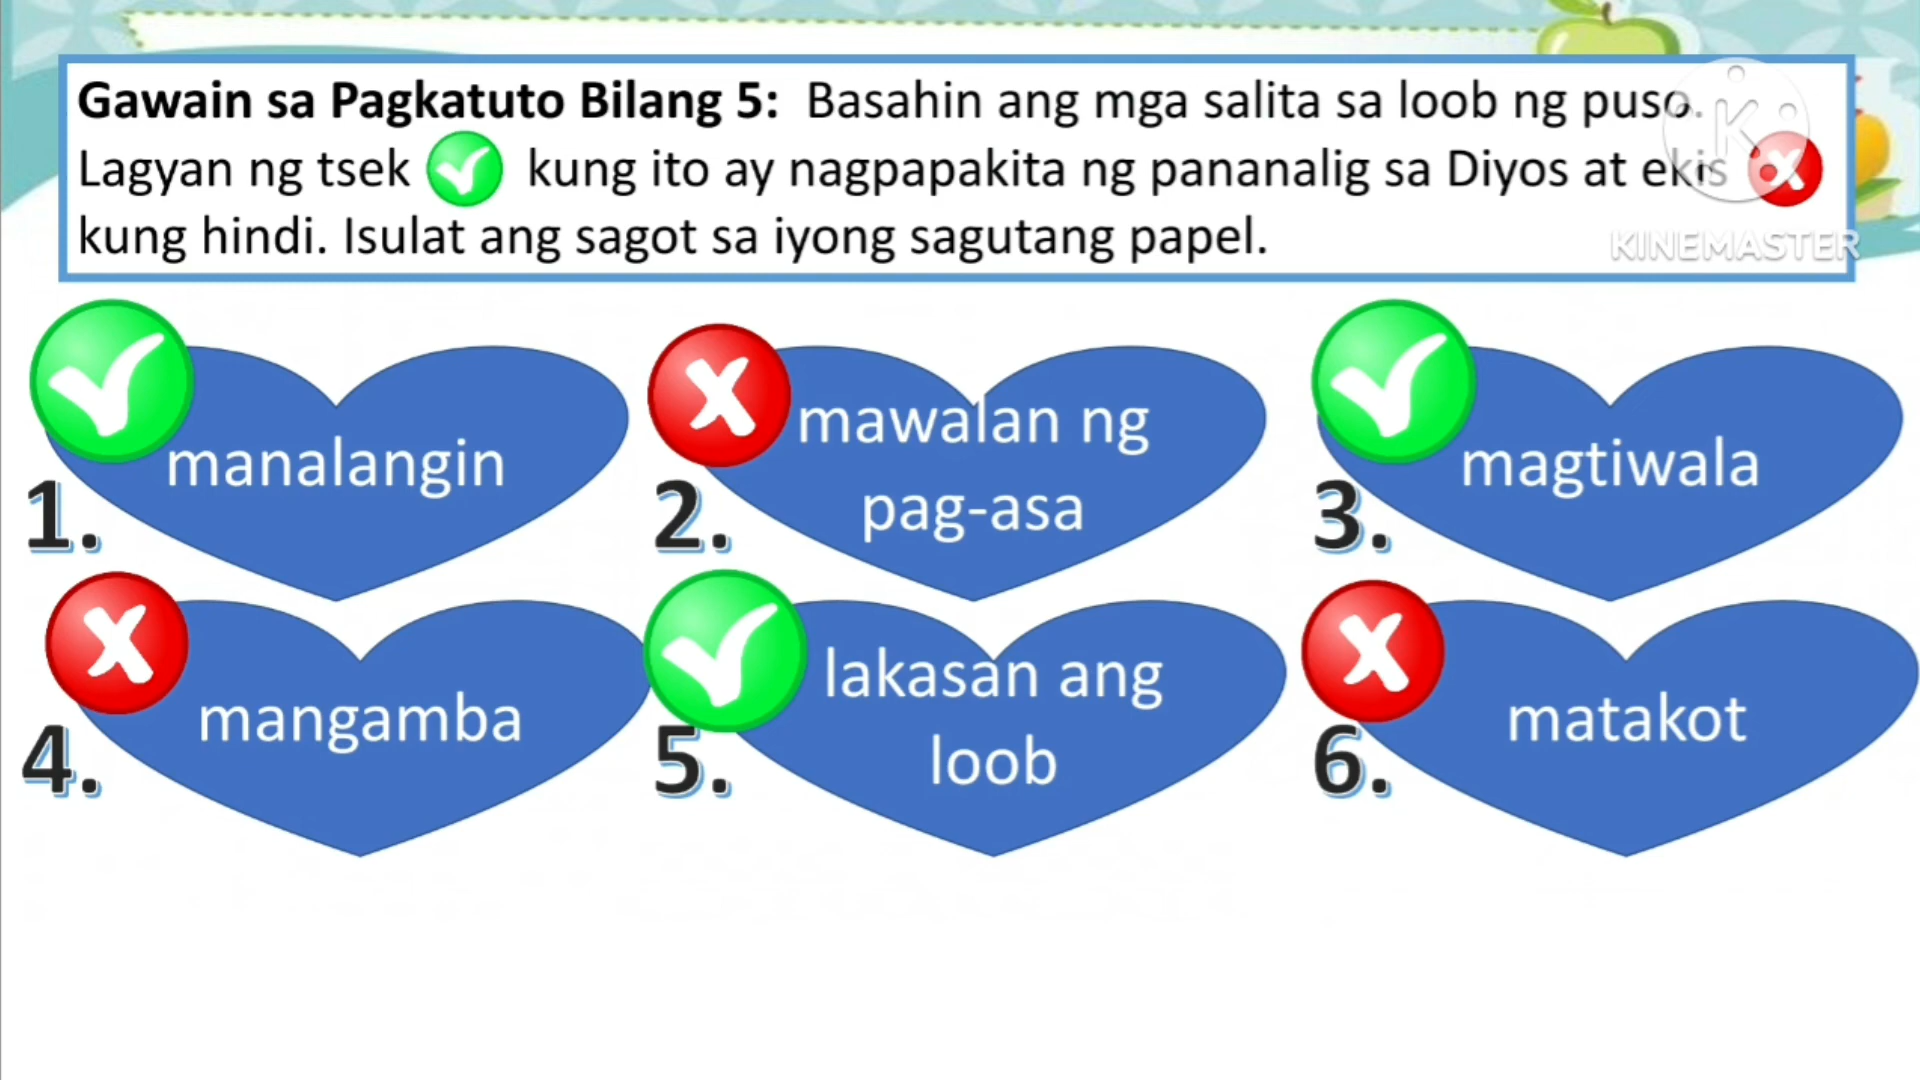 Gawain sa Pagkatuto Bilang 5: Basahin ang mga salita sa loob ng puso.
Lagyan ng tsek kung ito ay nagpapakita ng pananalig sa Diyos at ekis
kung hindi. Isulat ang sagot sa iyong sagutang papel.
K
KINEMASTER
1. manalangin
2. mawalan ng
pag-asa
3. magtiwala
4. mangamba
5. lakasan ang
loob
6. matakot